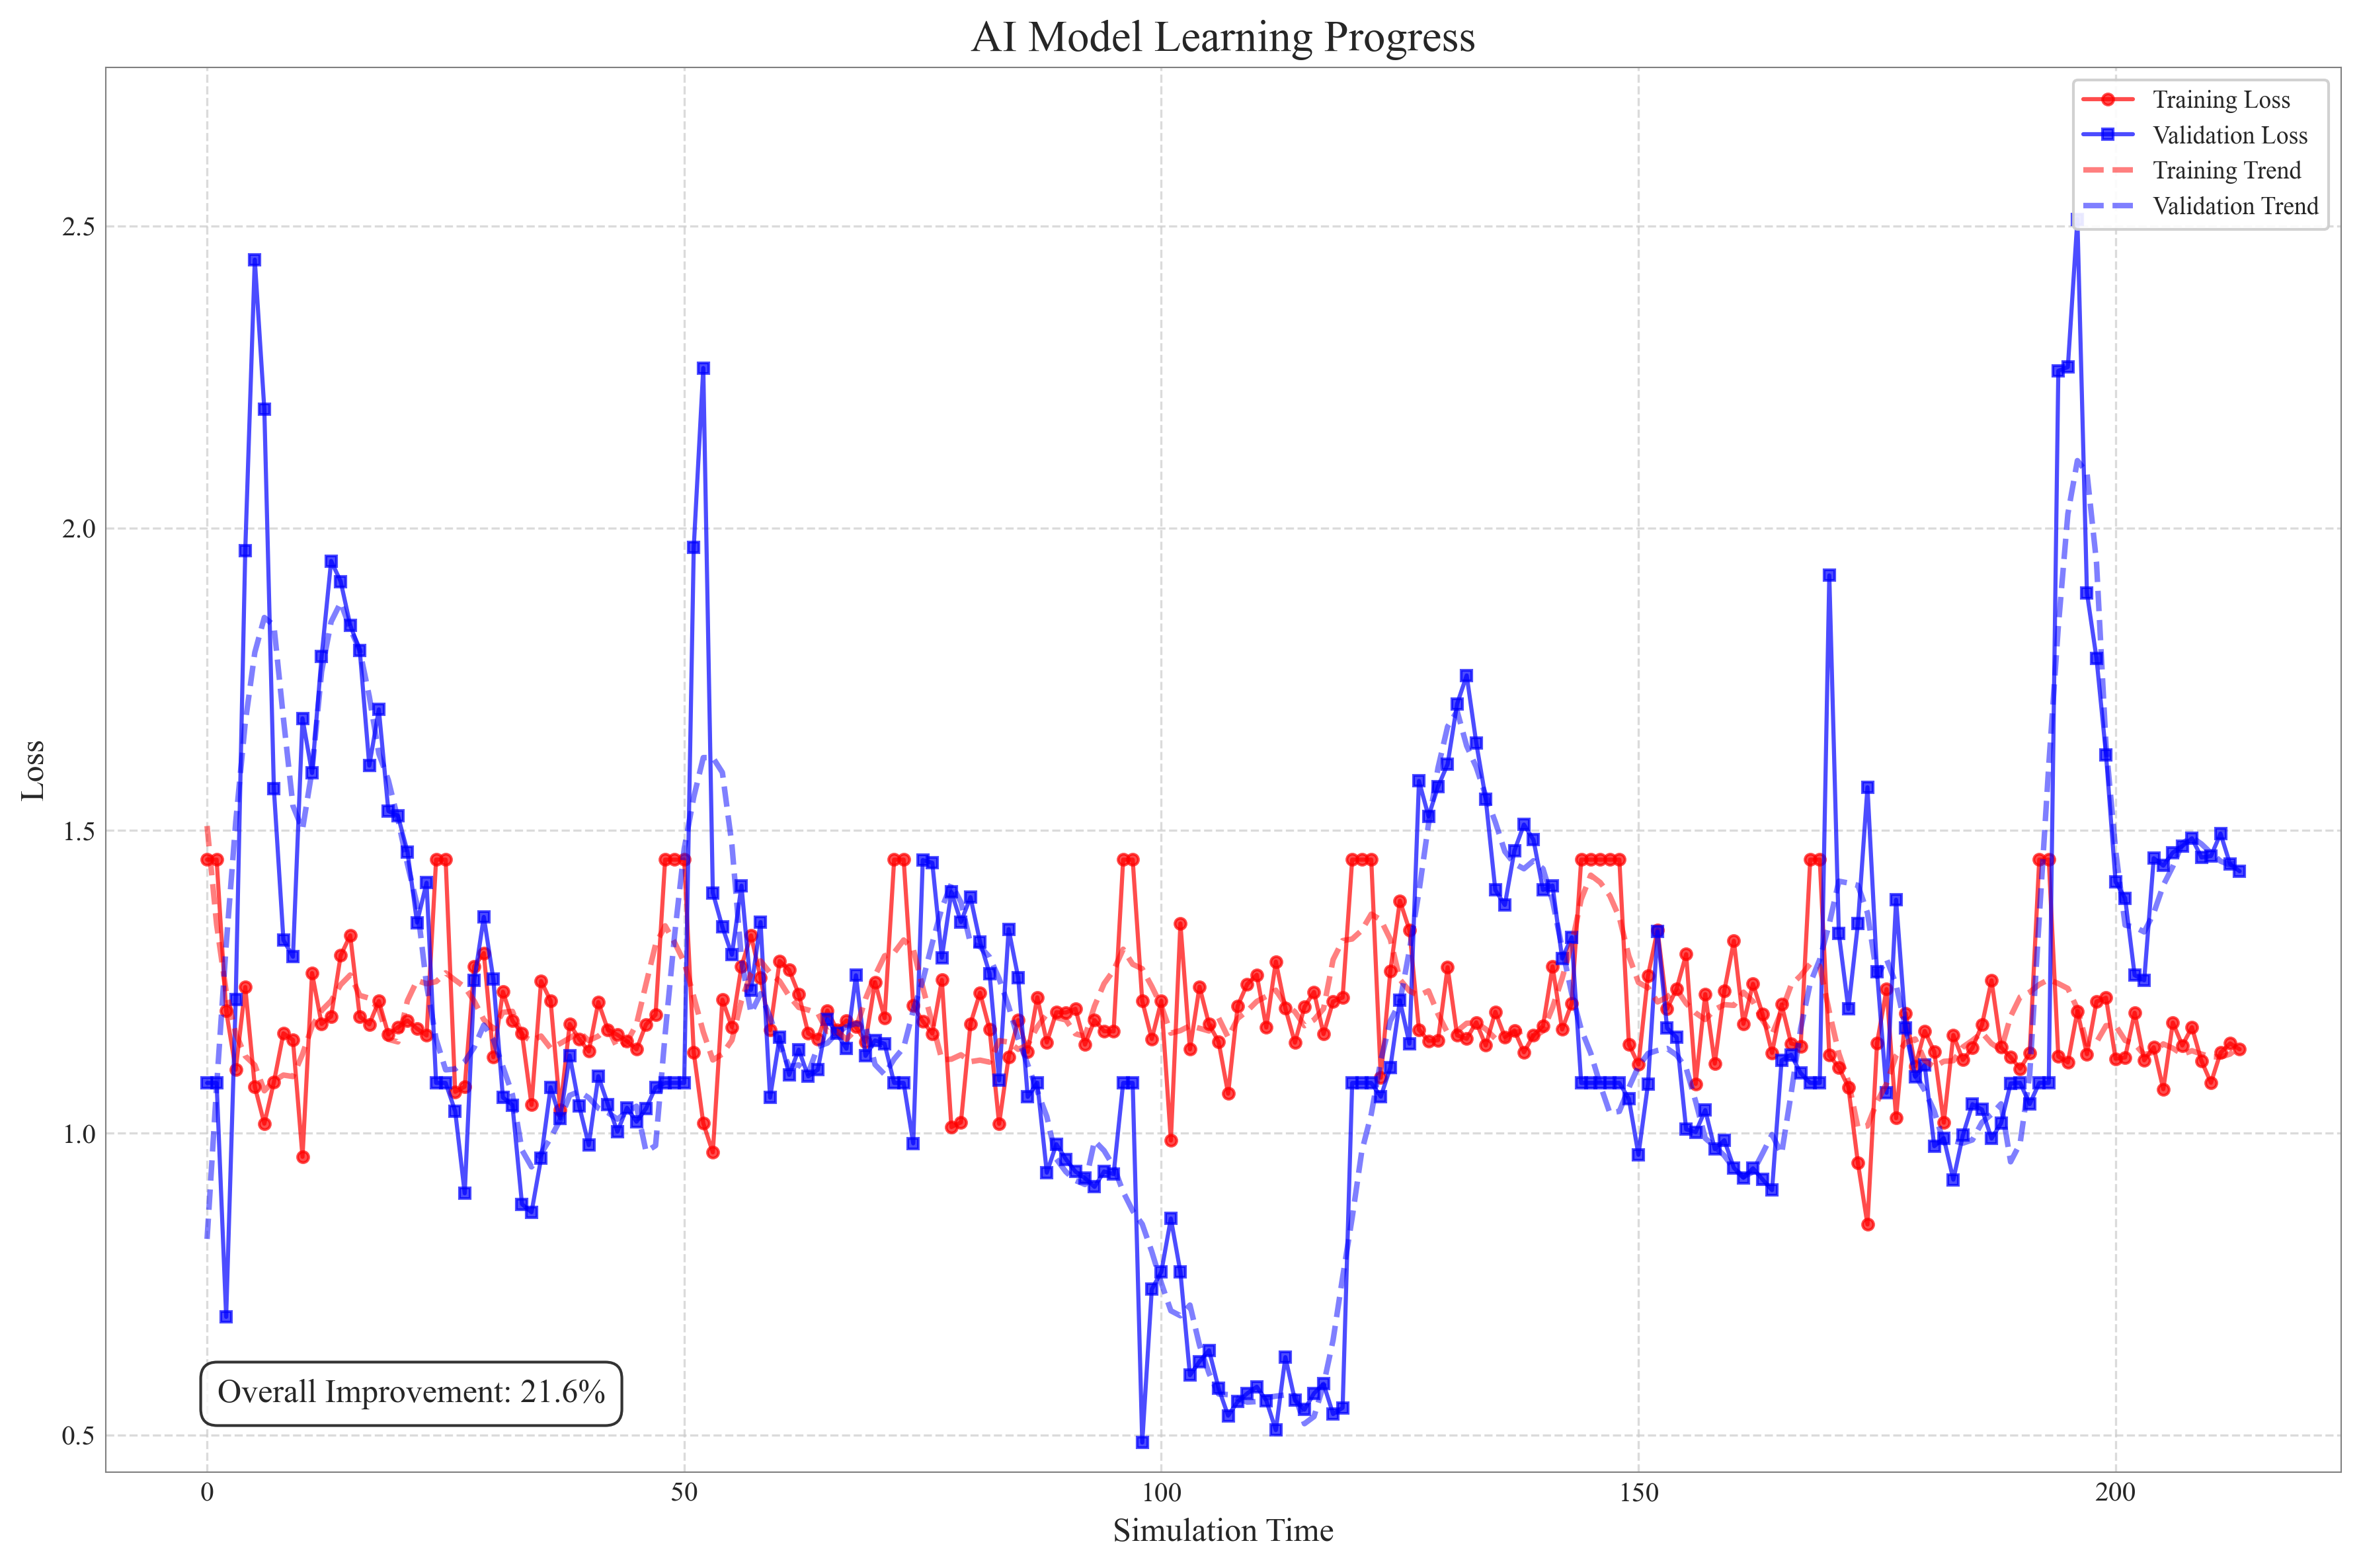 AI Model Learning Progress
Training Loss
Validation Loss
Training Trend
Validation Trend
2.5
2.0
1.5
1.0
0.5
Loss
Overall Improvement: 21.6%
0 50 100 150 200
Simulation Time